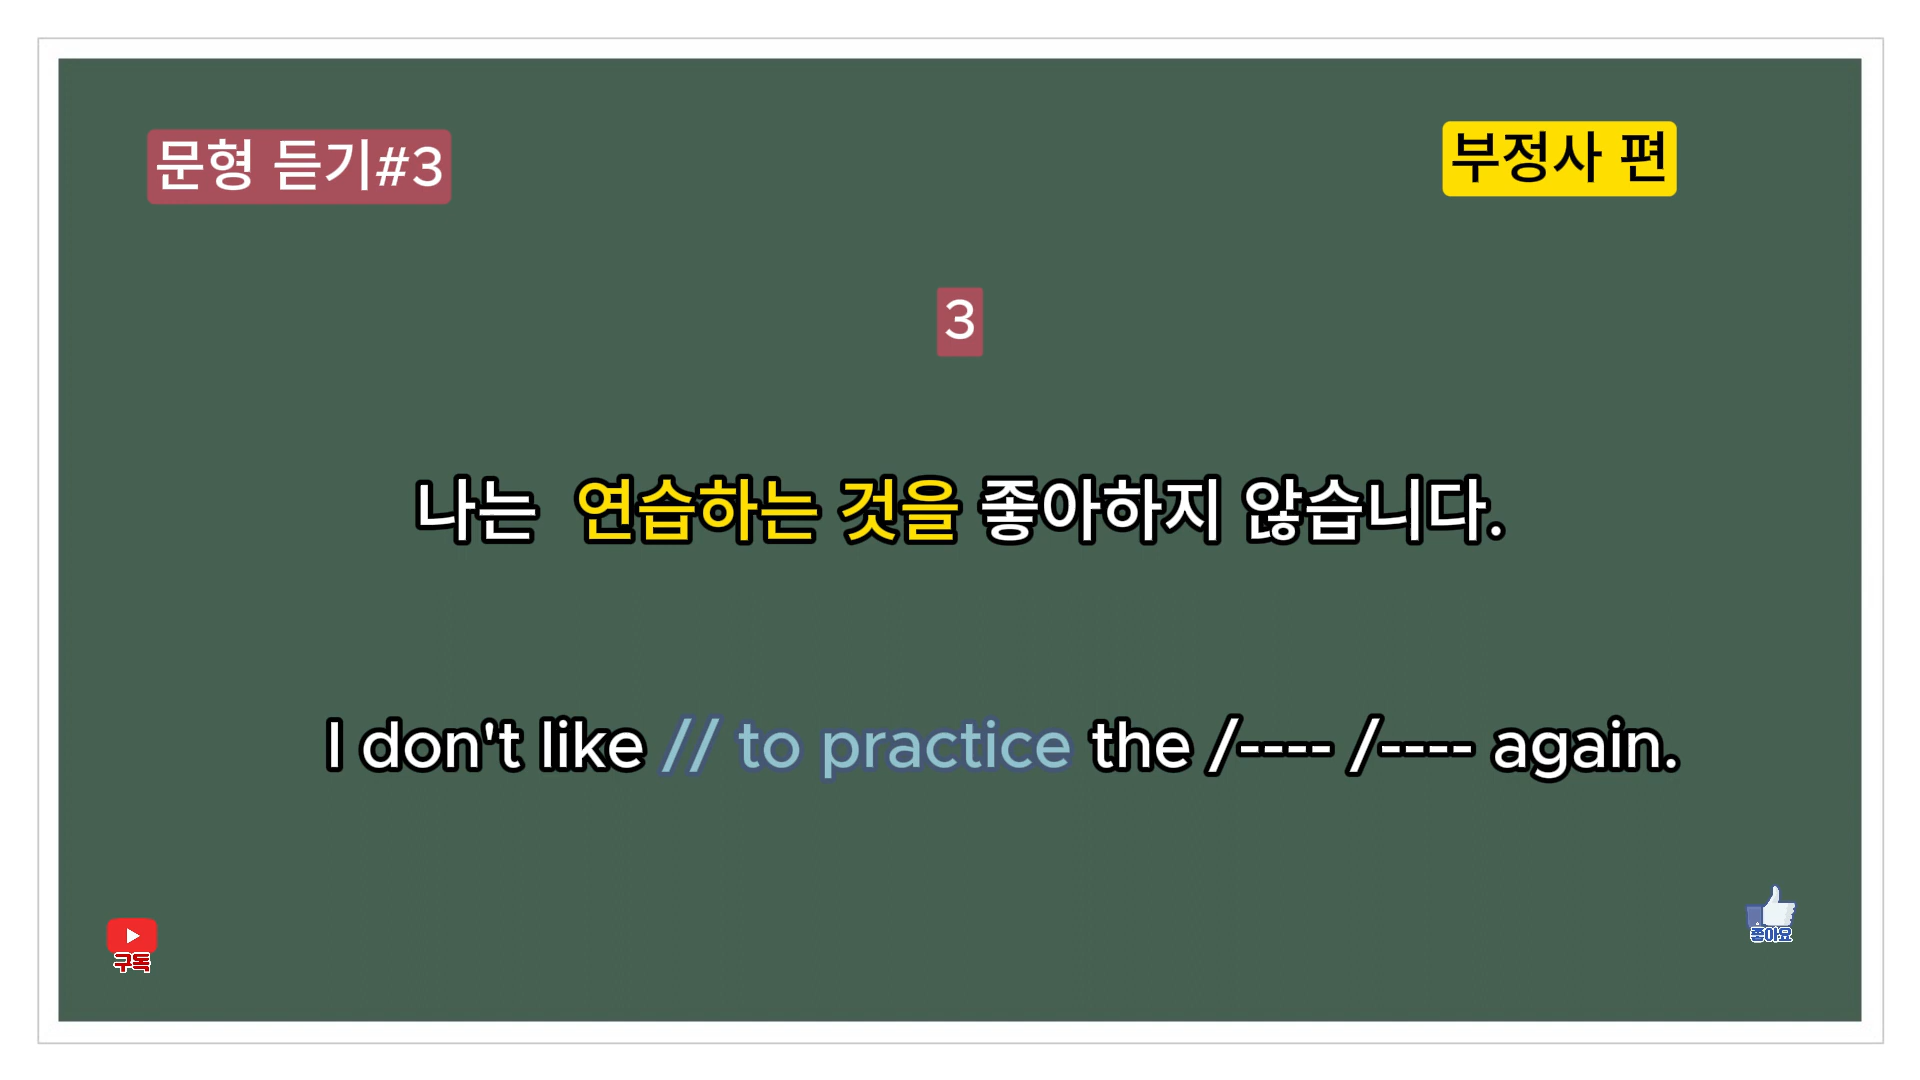 문형 듣기#3
부정사 편
3
나는 연습하는 것을 좋아하지 않습니다.
I don't like // to practice the /---- /---- again.
구독
좋아요